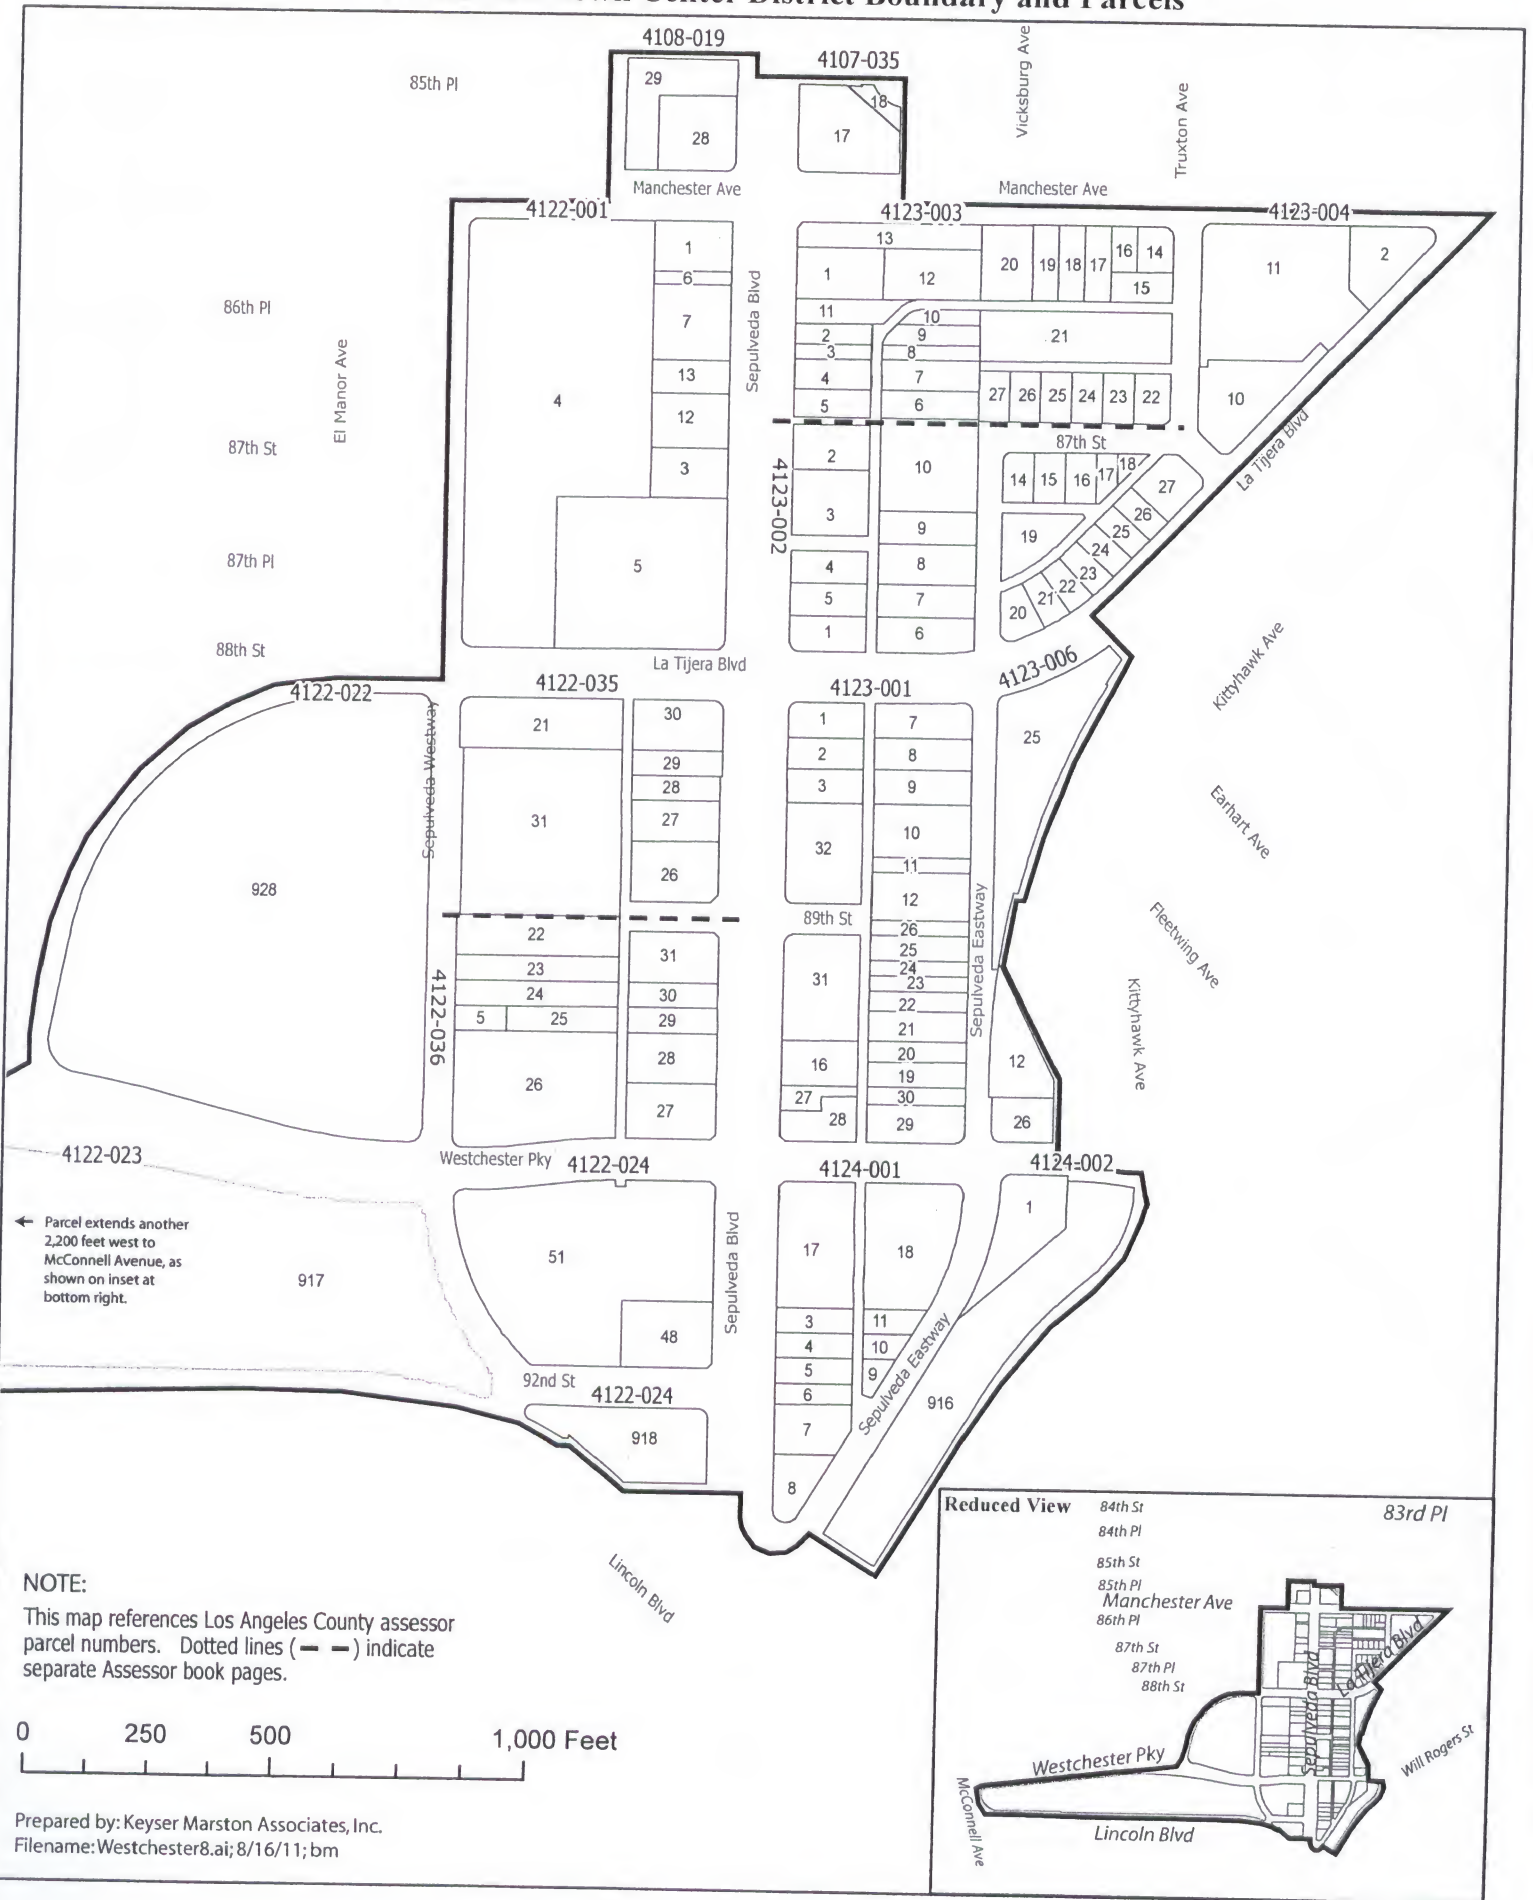 Center District Boundary and Parcels
4108-019
4107-035
85th Pl
29
28
18
17
Vicksburg Ave
Truxton Ave
Manchester Ave
Manchester Ave
4122-001
4123-003
4123-004
1
6
7
13
12
3
4
5
Sepulveda Blvd
13
1
12
11
10
2
9
3
8
4
7
5
6
20
19
18
17
16
14
15
21
27
26
25
24
23
22
11
2
10
86th Pl
El Manor Ave
87th St
87th Pl
88th St
87th St
La Tijera Blvd
4123-002
2
3
4
5
1
10
9
8
7
6
14
15
16
17
18
19
27
26
25
24
23
22
21
20
La Tijera Blvd
4123-006
Kittyhawk Ave
4122-022
4122-035
4123-001
Sepulveda Westway
21
31
30
29
28
27
26
1
2
3
32
7
8
9
10
11
12
25
Earhart Ave
928
89th St
Sepulveda Eastway
Fleetwing Ave
Kittyhawk Ave
4122-036
22
23
24
5
25
26
31
30
29
28
27
31
16
27
28
26
25
24
23
22
21
20
19
30
29
12
26
4122-023
Westchester Pky
4122-024
4124-001
4124-002
← Parcel extends another
2,200 feet west to
McConnell Avenue, as
shown on inset at
bottom right.
917
51
48
Sepulveda Blvd
17
18
1
3
4
5
6
7
8
11
10
9
Sepulveda Eastway
916
92nd St
4122-024
918
Lincoln Blvd
NOTE:
This map references Los Angeles County assessor
parcel numbers. Dotted lines (— —) indicate
separate Assessor book pages.
0 250 500 1,000 Feet
Prepared by: Keyser Marston Associates, Inc.
Filename: Westchester8.ai; 8/16/11; bm
Reduced View
84th St
83rd Pl
84th Pl
85th St
85th Pl
Manchester Ave
86th Pl
87th St
87th Pl
88th St
Sepulveda Blvd
La Tijera Blvd
Westchester Pky
Will Rogers St
McConnell Ave
Lincoln Blvd